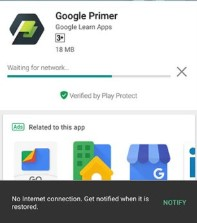 Google Primer
Google Learn Apps
3+
18 MB
Waiting for network...
Verified by Play Protect
Ads Related to this app
GO
G
No Internet connection. Get notified when it is
restored.
NOTIFY